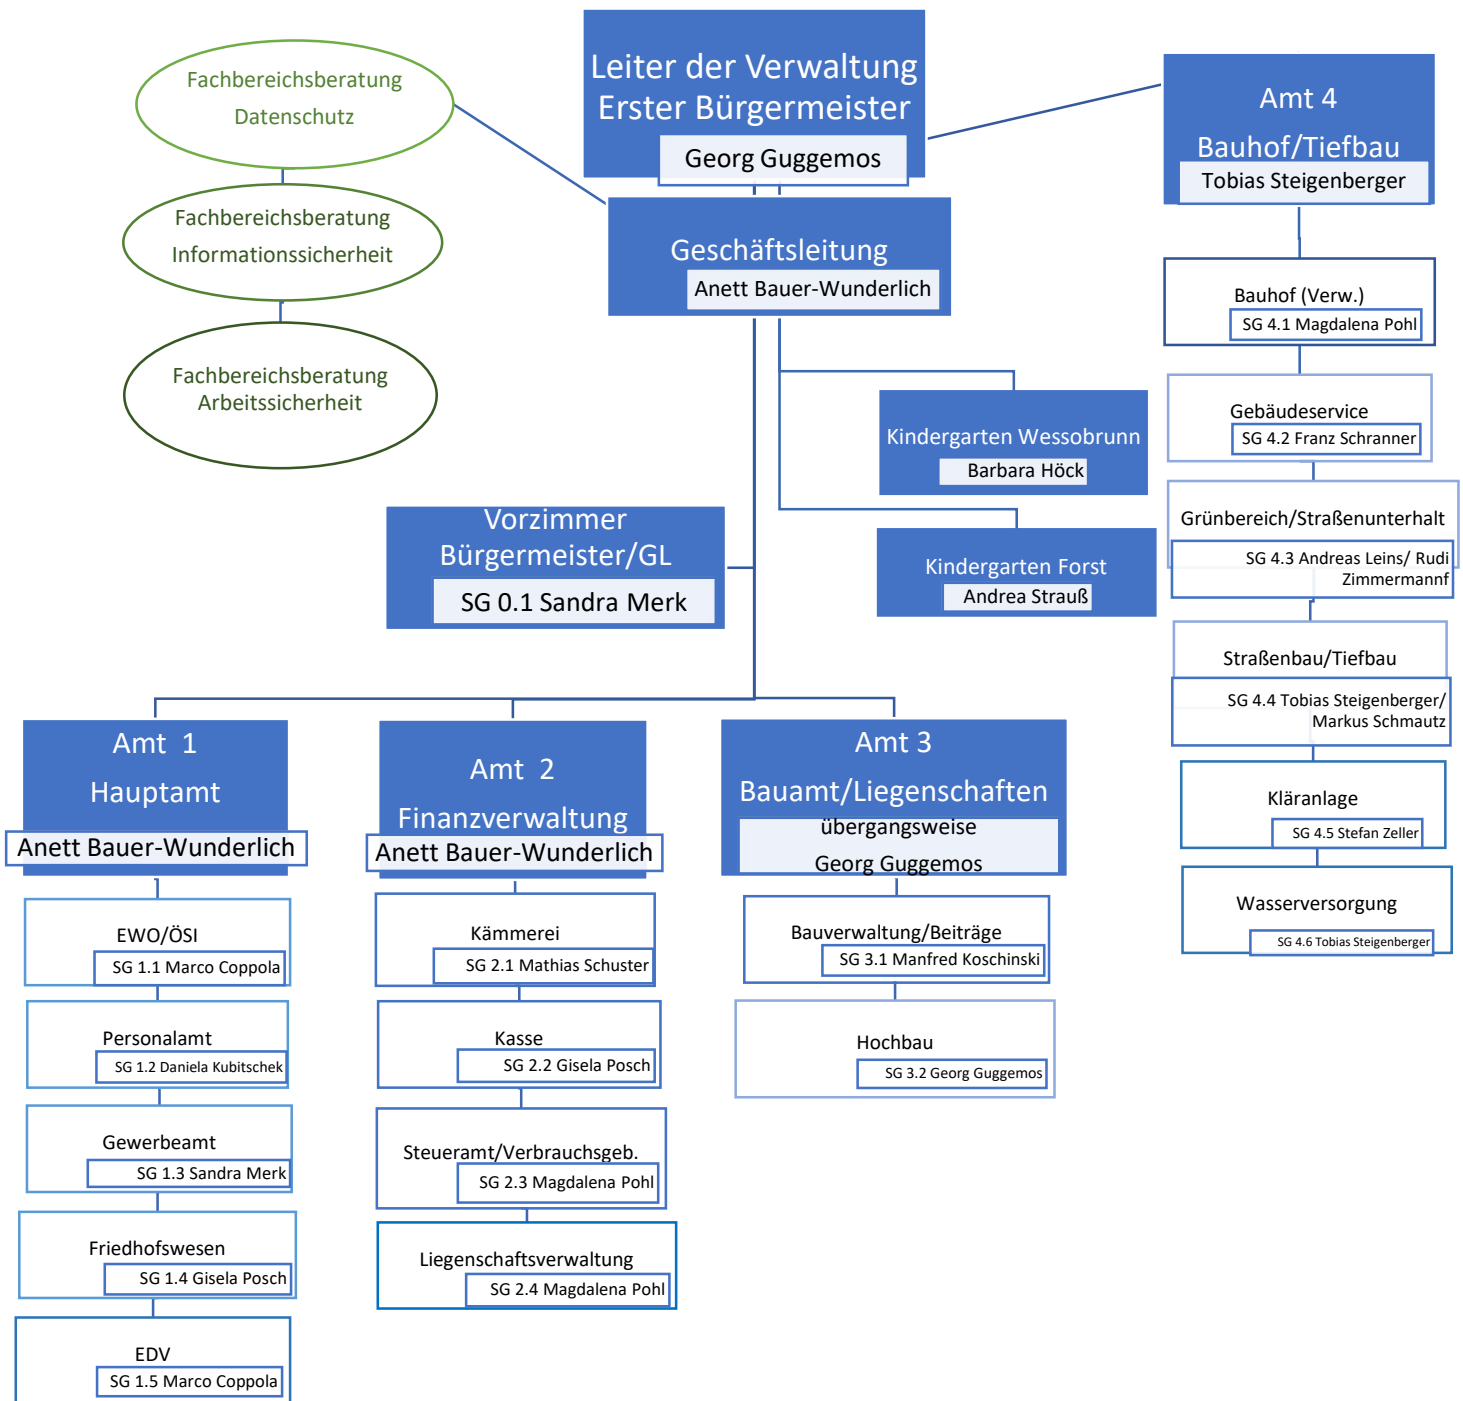 Fachbereichsberatung
Datenschutz
Fachbereichsberatung
Informationssicherheit
Fachbereichsberatung
Arbeitssicherheit
Leiter der Verwaltung
Erster Bürgermeister
Georg Guggemos
Geschäftsleitung
Anett Bauer-Wunderlich
Kindergarten Wessobrunn
Barbara Höck
Kindergarten Forst
Andrea Strauß
Vorzimmer
Bürgermeister/GL
SG 0.1 Sandra Merk
Amt 1
Hauptamt
Anett Bauer-Wunderlich
EWO/ÖSI
SG 1.1 Marco Coppola
Personalamt
SG 1.2 Daniela Kubitschek
Gewerbeamt
SG 1.3 Sandra Merk
Friedhofswesen
SG 1.4 Gisela Posch
EDV
SG 1.5 Marco Coppola
Amt 2
Finanzverwaltung
Anett Bauer-Wunderlich
Kämmerei
SG 2.1 Mathias Schuster
Kasse
SG 2.2 Gisela Posch
Steueramt/Verbrauchsgeb.
SG 2.3 Magdalena Pohl
Liegenschaftsverwaltung
SG 2.4 Magdalena Pohl
Amt 3
Bauamt/Liegenschaften
übergangsweise
Georg Guggemos
Bauverwaltung/Beiträge
SG 3.1 Manfred Koschinski
Hochbau
SG 3.2 Georg Guggemos
Amt 4
Bauhof/Tiefbau
Tobias Steigenberger
Bauhof (Verw.)
SG 4.1 Magdalena Pohl
Gebäudeservice
SG 4.2 Franz Schranner
Grünbereich/Straßenunterhalt
SG 4.3 Andreas Leins/ Rudi
Zimmermannf
Straßenbau/Tiefbau
SG 4.4 Tobias Steigenberger/
Markus Schmautz
Kläranlage
SG 4.5 Stefan Zeller
Wasserversorgung
SG 4.6 Tobias Steigenberger